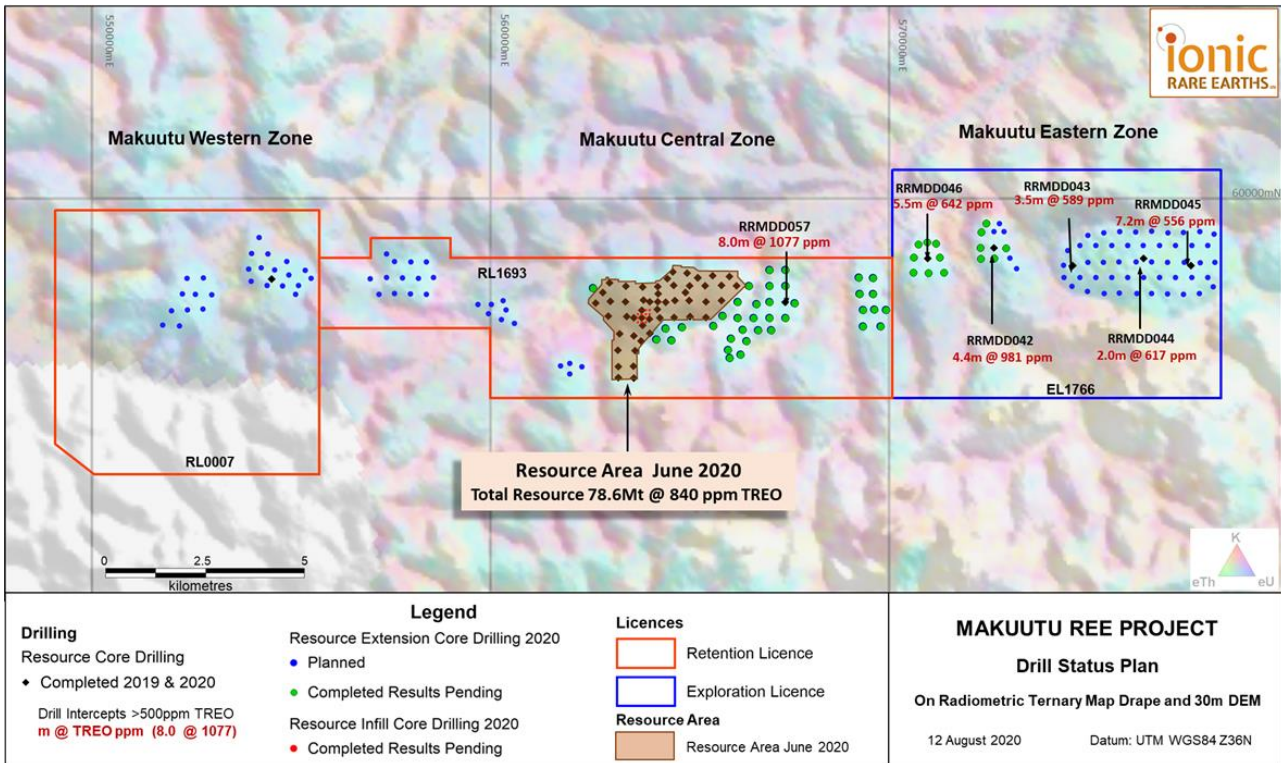 550000mE
560000mE
570000mE
ionic
RARE EARTHS
Makuutu Western Zone
Makuutu Central Zone
Makuutu Eastern Zone
60000mN
RRMDD046
5.5m @ 642 ppm
RRMDD043
3.5m @ 589 ppm
RRMDD045
7.2m @ 556 ppm
RRMDD057
8.0m @ 1077 ppm
RL1693
RRMDD042
4.4m @ 981 ppm
RRMDD044
2.0m @ 617 ppm
EL1766
RL0007
Resource Area June 2020
Total Resource 78.6Mt @ 840 ppm TREO
0 2.5 5
kilometres
K
eTh eU
Drilling
Resource Core Drilling
Completed 2019 & 2020
Drill Intercepts >500ppm TREO
m @ TREO ppm (8.0 @ 1077)
Legend
Resource Extension Core Drilling 2020
Planned
Completed Results Pending
Resource Infill Core Drilling 2020
Completed Results Pending
Licences
Retention Licence
Exploration Licence
Resource Area
Resource Area June 2020
MAKUUTU REE PROJECT
Drill Status Plan
On Radiometric Ternary Map Drape and 30m DEM
12 August 2020 Datum: UTM WGS84 Z36N